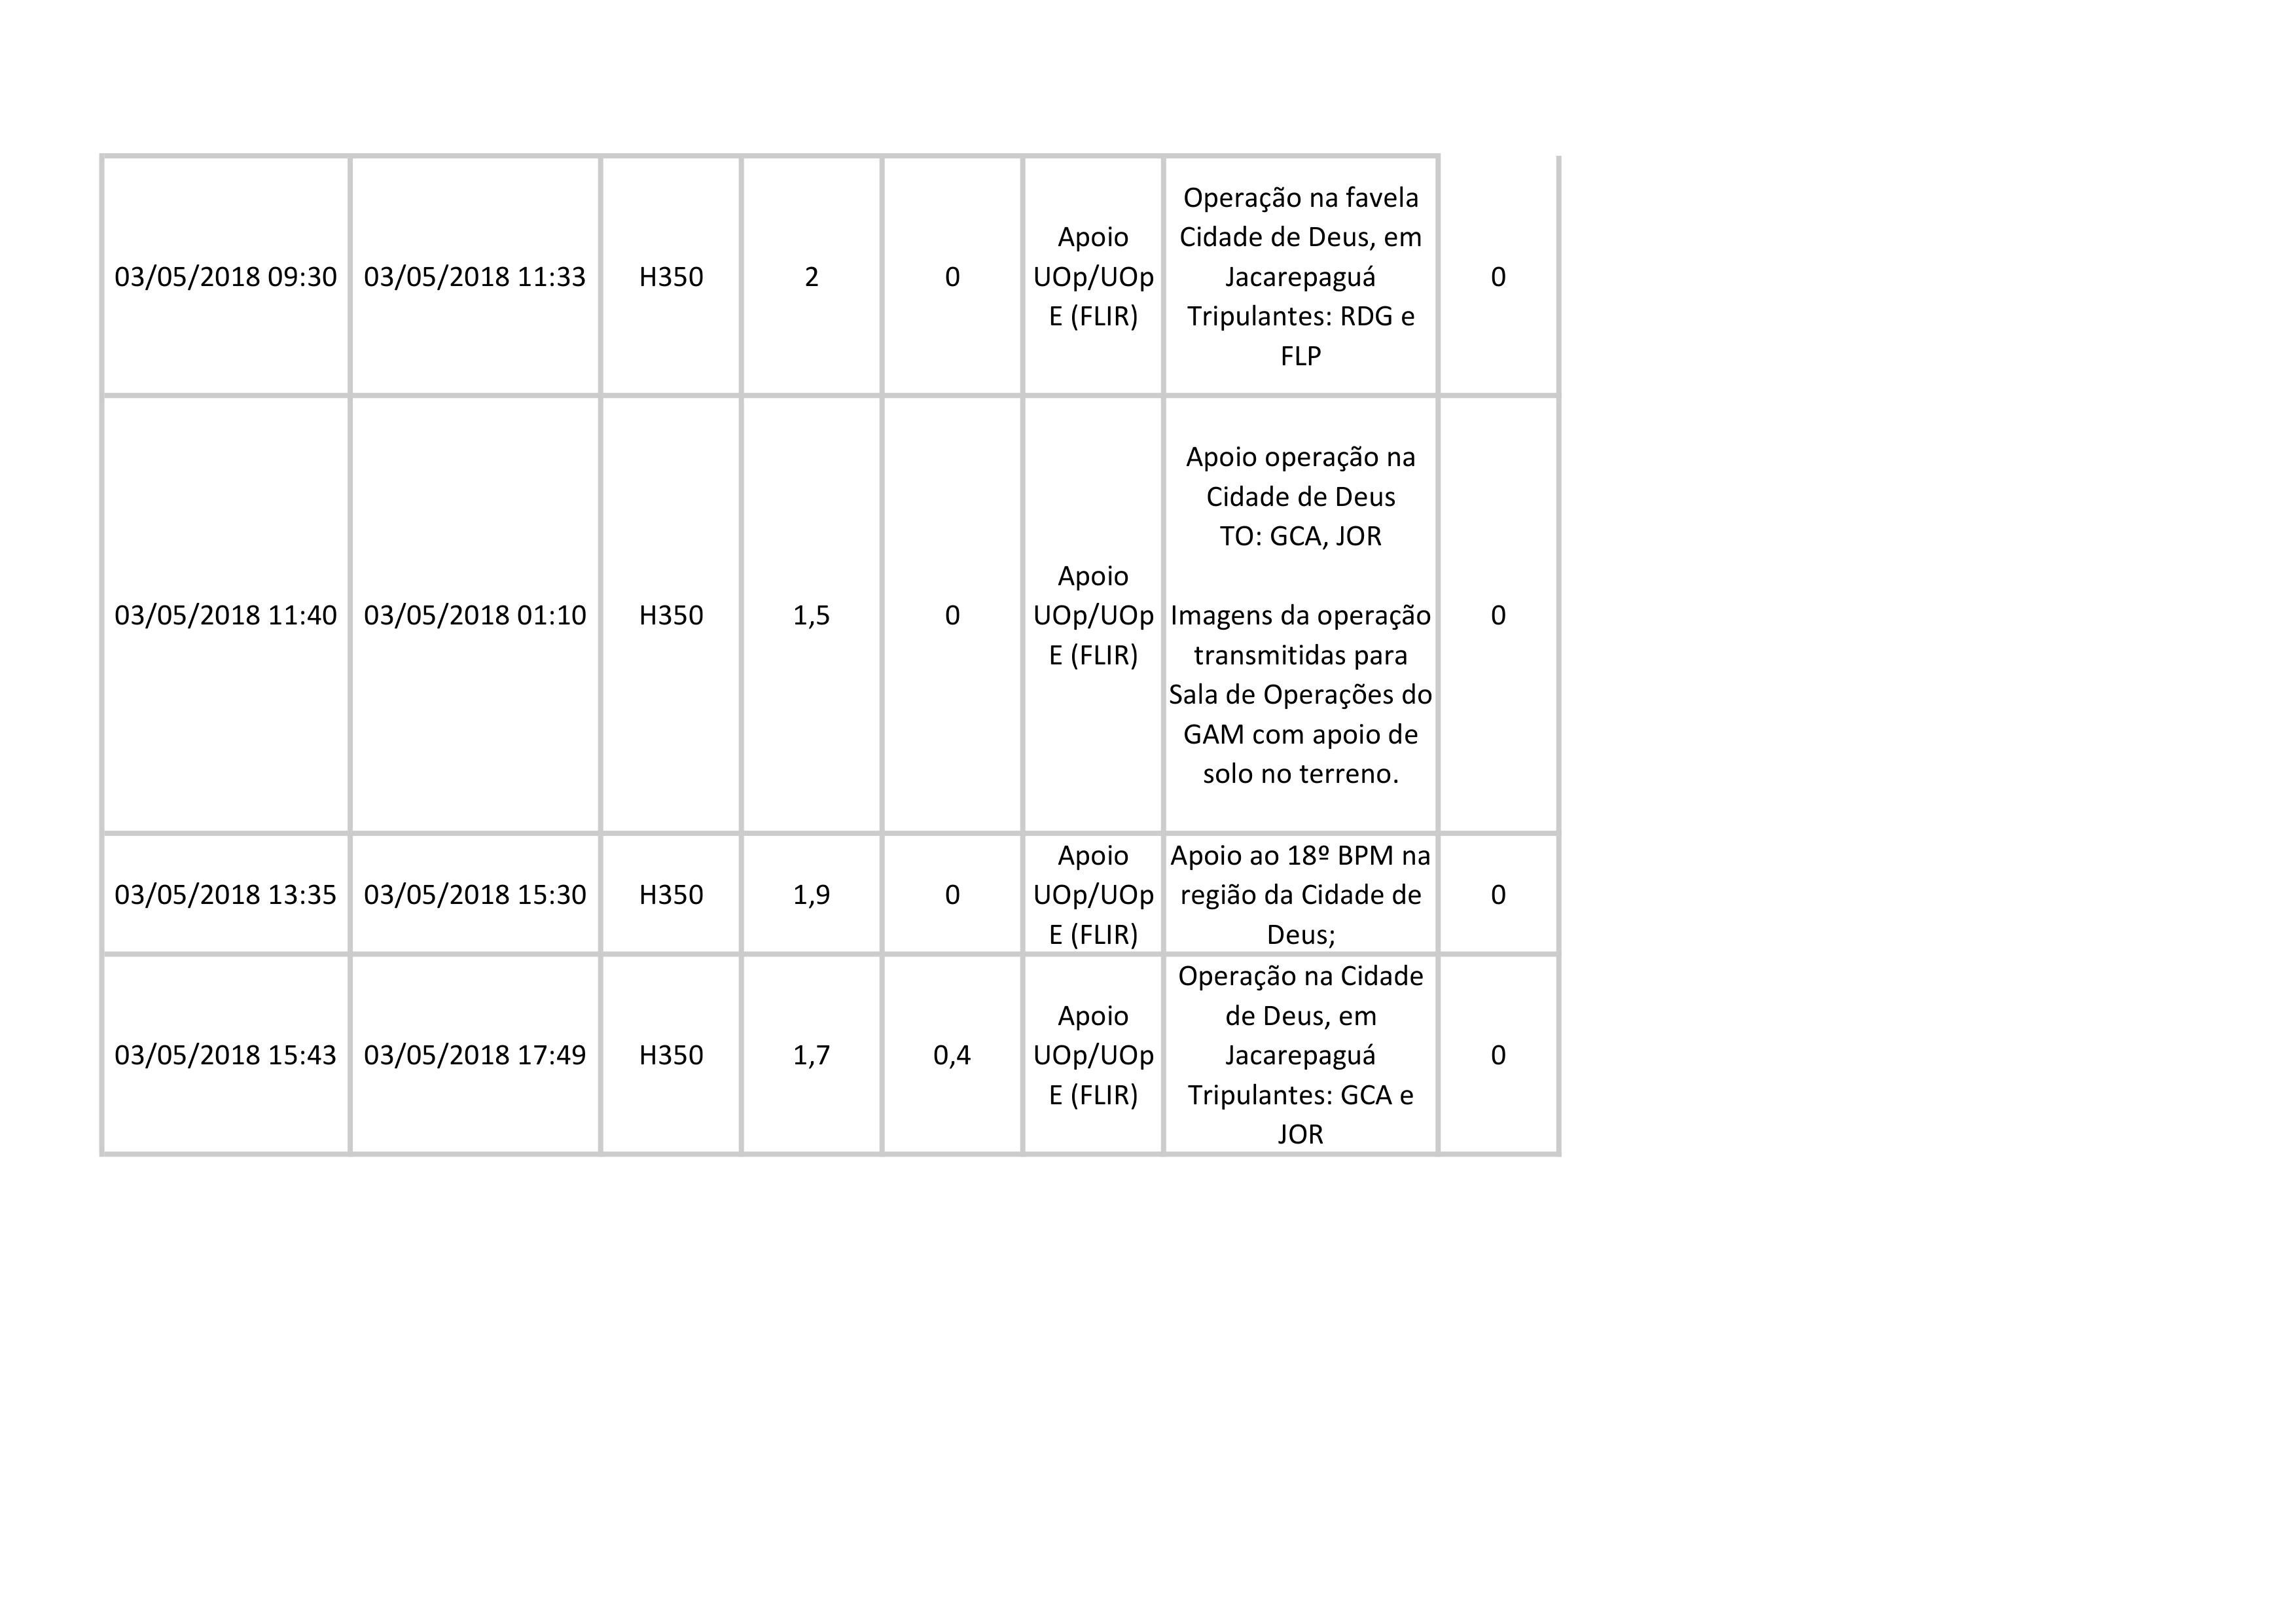 03/05/2018 09:30
03/05/2018 11:33
H350
2
0
Apoio
UOp/UOp
E (FLIR)
Operação na favela
Cidade de Deus, em
Jacarepaguá
Tripulantes: RDG e
FLP
0
03/05/2018 11:40
03/05/2018 01:10
H350
1,5
0
Apoio
UOp/UOp
E (FLIR)
Apoio operação na
Cidade de Deus
TO: GCA, JOR
Imagens da operação
transmitidas para
Sala de Operações do
GAM com apoio de
solo no terreno.
0
03/05/2018 13:35
03/05/2018 15:30
H350
1,9
0
Apoio
UOp/UOp
E (FLIR)
Apoio ao 18º BPM na
região da Cidade de
Deus;
0
03/05/2018 15:43
03/05/2018 17:49
H350
1,7
0,4
Apoio
UOp/UOp
E (FLIR)
Operação na Cidade
de Deus, em
Jacarepaguá
Tripulantes: GCA e
JOR
0